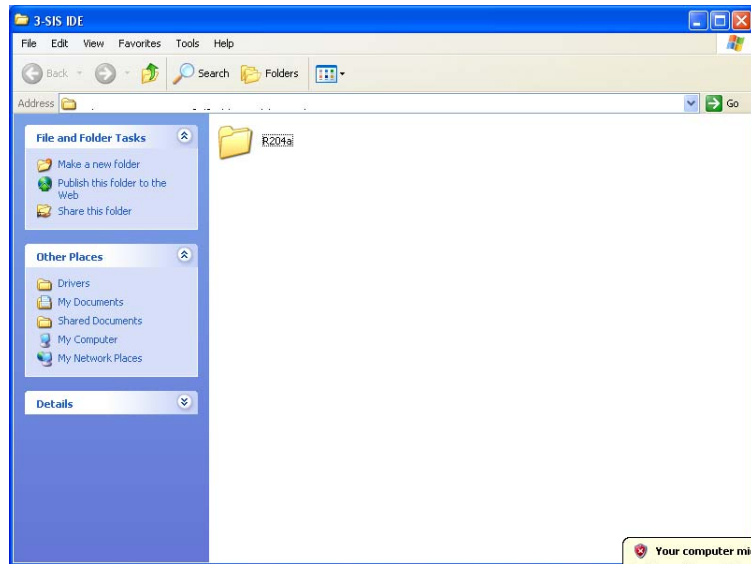 3-SIS IDE
File Edit View Favorites Tools Help
Back Search Folders
Address Go
File and Folder Tasks
Make a new folder
Publish this folder to the
Web
Share this folder
R204a
Other Places
Drivers
My Documents
Shared Documents
My Computer
My Network Places
Details
Your computer mi